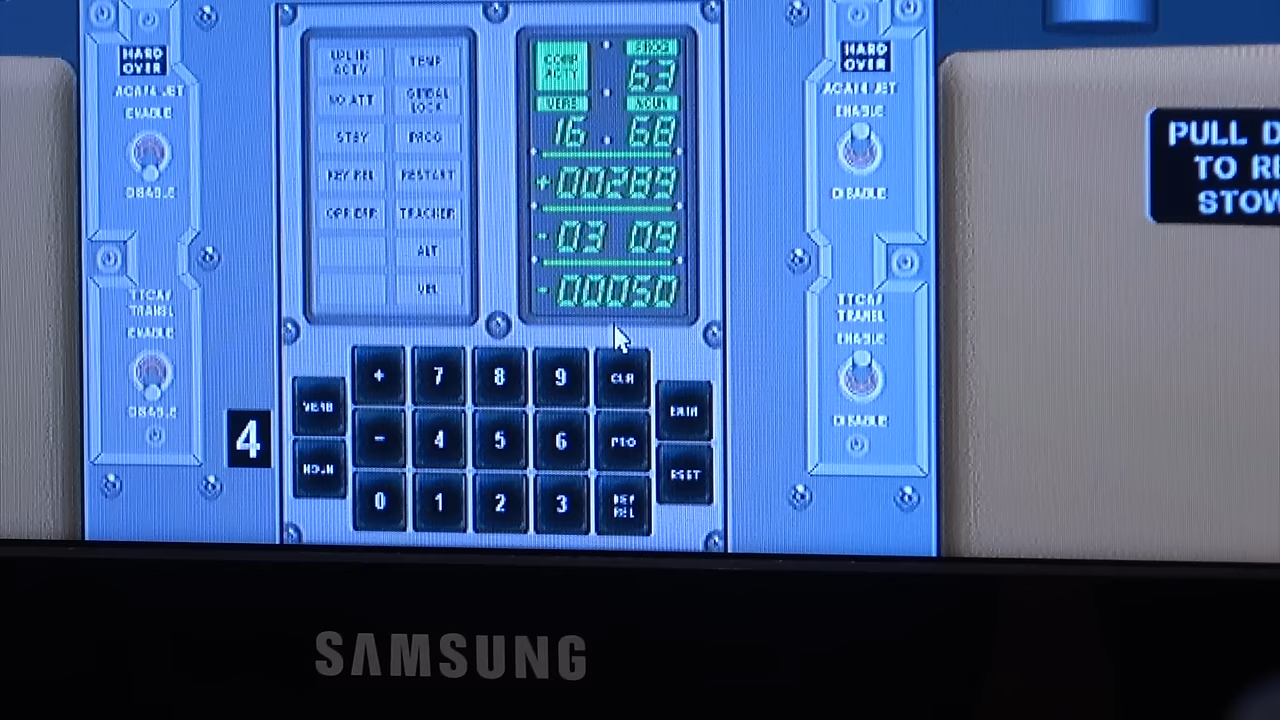 HARD
OVER
ACA/4 JET
ENABLE
DISABLE
TTCA/
TRANSL
ENABLE
DISABLE
UPLINK
ACTY
TEMP
NO ATT
GIMBAL
LOCK
STBY
PROG
KEY REL
RESTART
OPR ERR
TRACKER
ALT
VEL
COMP
ACTY
PROG
63
VERB
NOUN
16
68
+00289
-03 09
-00050
HARD
OVER
ACA/4 JET
ENABLE
DISABLE
TTCA/
TRANSL
ENABLE
DISABLE
PULL D
TO RE
STOW
VERB
NOUN
+
7
8
9
CLR
-
4
5
6
PRO
0
1
2
3
KEY
REL
ENTR
RSET
4
SAMSUNG